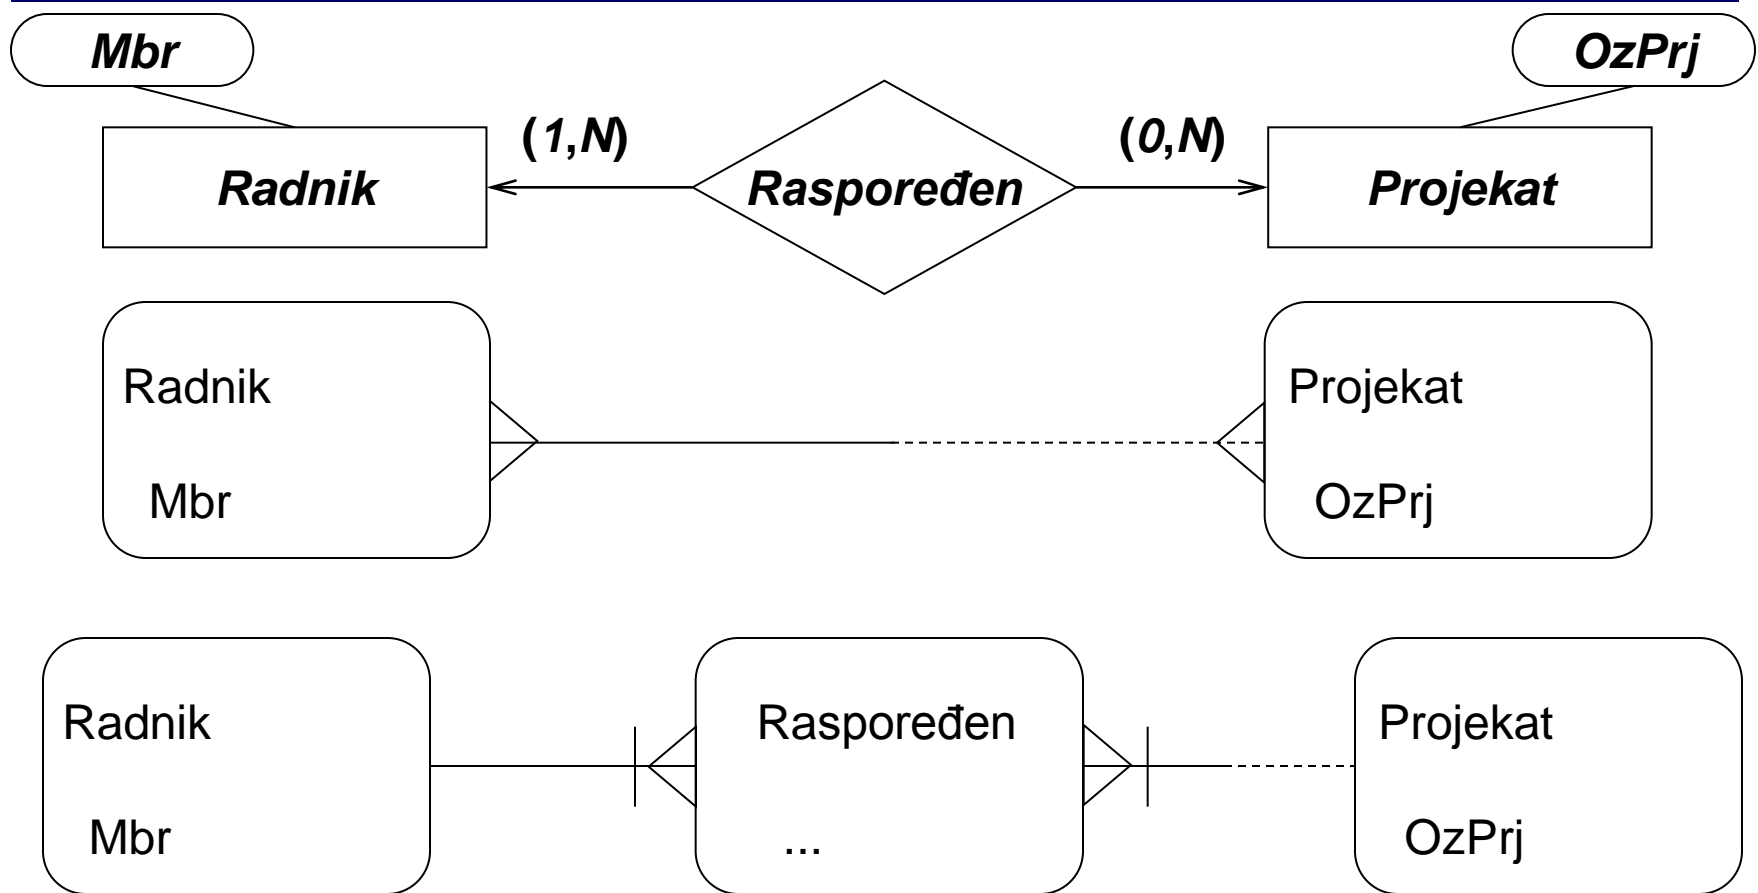 Mbr
OzPrj
(1,N)
(0,N)
Radnik
Raspoređen
Projekat
Radnik
Projekat
Mbr
OzPrj
Radnik
Raspoređen
Projekat
Mbr
...
OzPrj